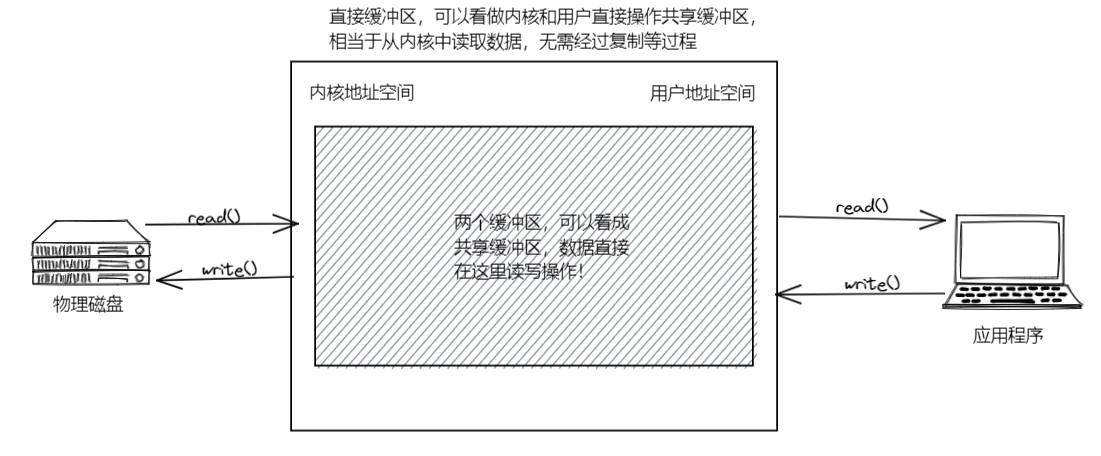 直接缓冲区，可以看做内核和用户直接操作共享缓冲区，
相当于从内核中读取数据，无需经过复制等过程
内核地址空间
用户地址空间
read()
write()
物理磁盘
两个缓冲区，可以看成
共享缓冲区，数据直接
在这里读写操作！
read()
write()
应用程序